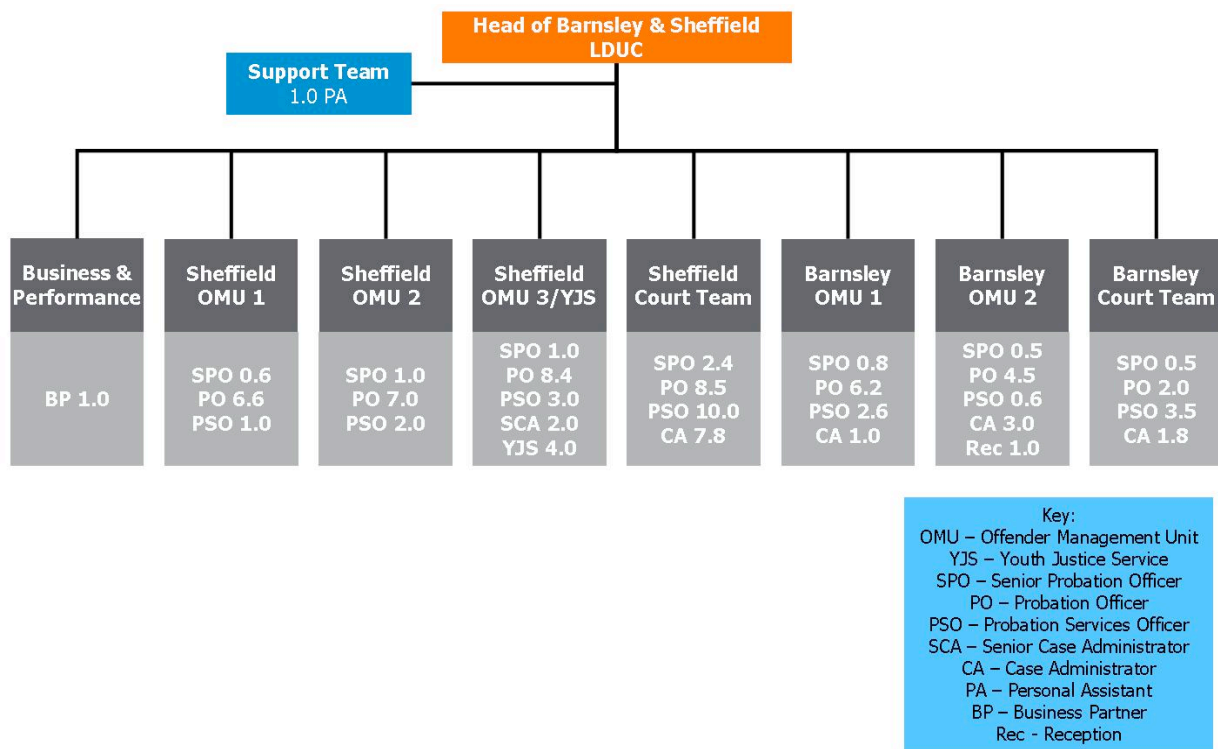 Head of Barnsley & Sheffield
LDUC
Support Team
1.0 PA
Business &
Performance
BP 1.0
Sheffield
OMU 1
SPO 0.6
PO 6.6
PSO 1.0
Sheffield
OMU 2
SPO 1.0
PO 7.0
PSO 2.0
Sheffield
OMU 3/YJS
SPO 1.0
PO 8.4
PSO 3.0
SCA 2.0
YJS 4.0
Sheffield
Court Team
SPO 2.4
PO 8.5
PSO 10.0
CA 7.8
Barnsley
OMU 1
SPO 0.8
PO 6.2
PSO 2.6
CA 1.0
Barnsley
OMU 2
SPO 0.5
PO 4.5
PSO 0.6
CA 3.0
Rec 1.0
Barnsley
Court Team
SPO 0.5
PO 2.0
PSO 3.5
CA 1.8
Key:
OMU – Offender Management Unit
YJS – Youth Justice Service
SPO – Senior Probation Officer
PO – Probation Officer
PSO – Probation Services Officer
SCA – Senior Case Administrator
CA – Case Administrator
PA – Personal Assistant
BP – Business Partner
Rec - Reception